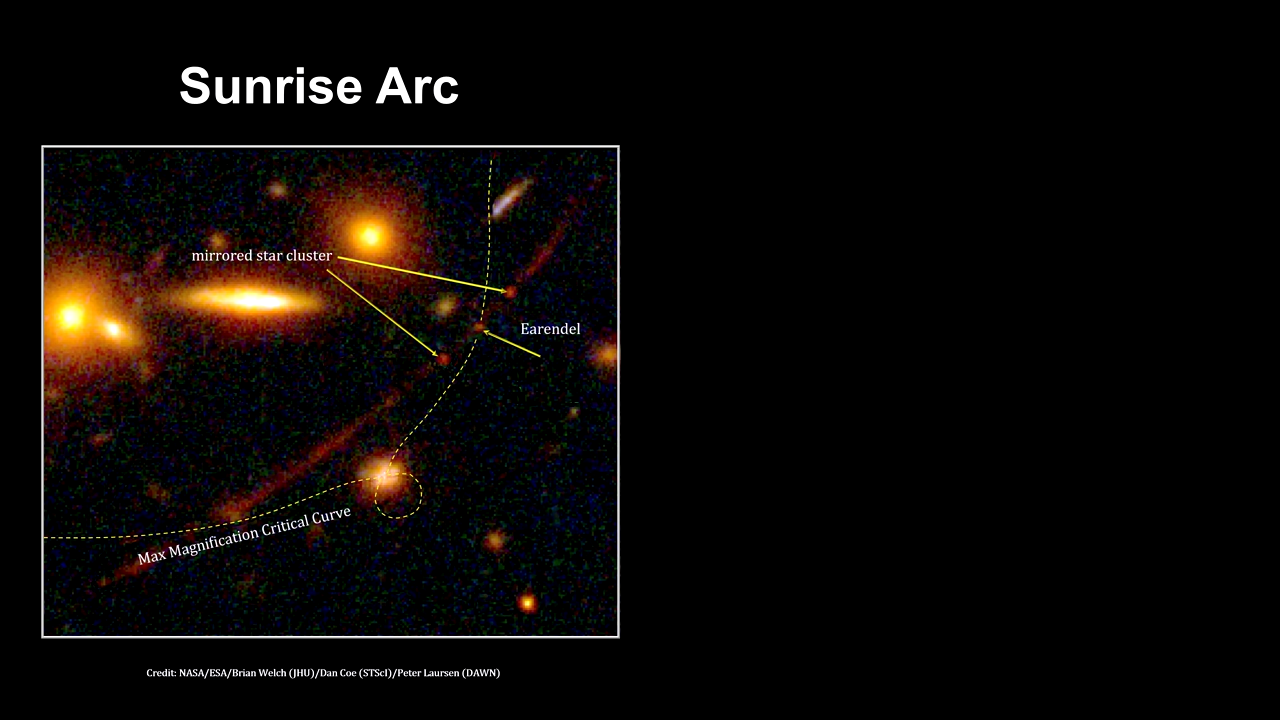 Sunrise Arc
mirrored star cluster
Earendel
Max Magnification Critical Curve
Credit: NASA/ESA/Brian Welch (JHU)/Dan Coe (STScI)/Peter Laursen (DAWN)